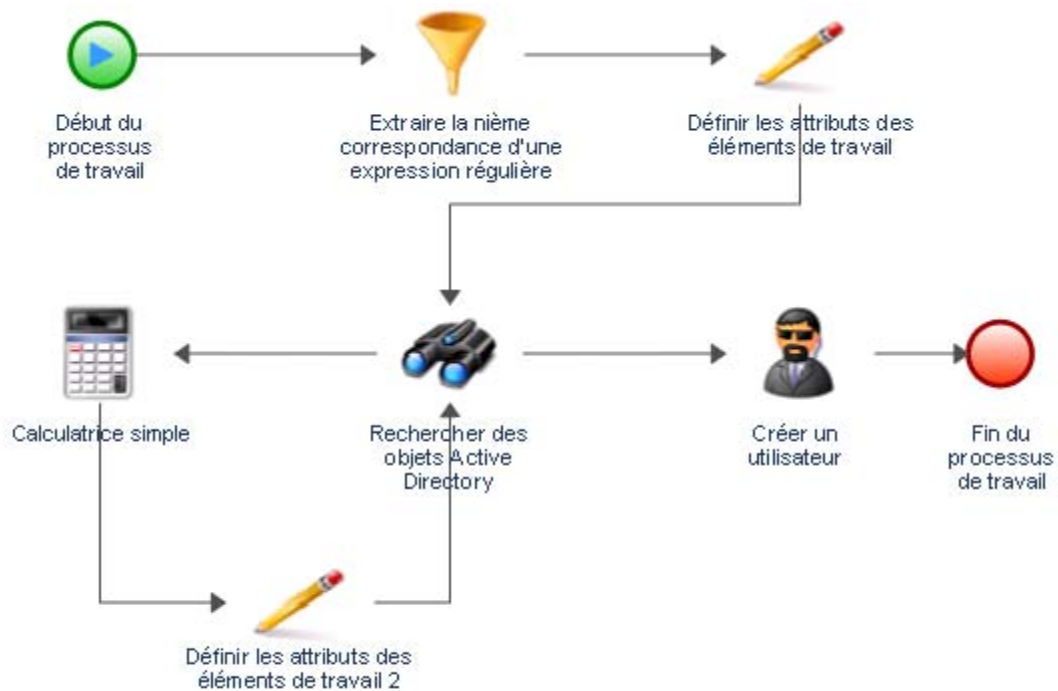 Début du
processus
de travail
Extraire la nième
correspondance d'une
expression régulière
Définir les attributs des
éléments de travail
Calculatrice simple
Rechercher des
objets Active
Directory
Créer un
utilisateur
Fin du
processus
de travail
Définir les attributs des
éléments de travail 2